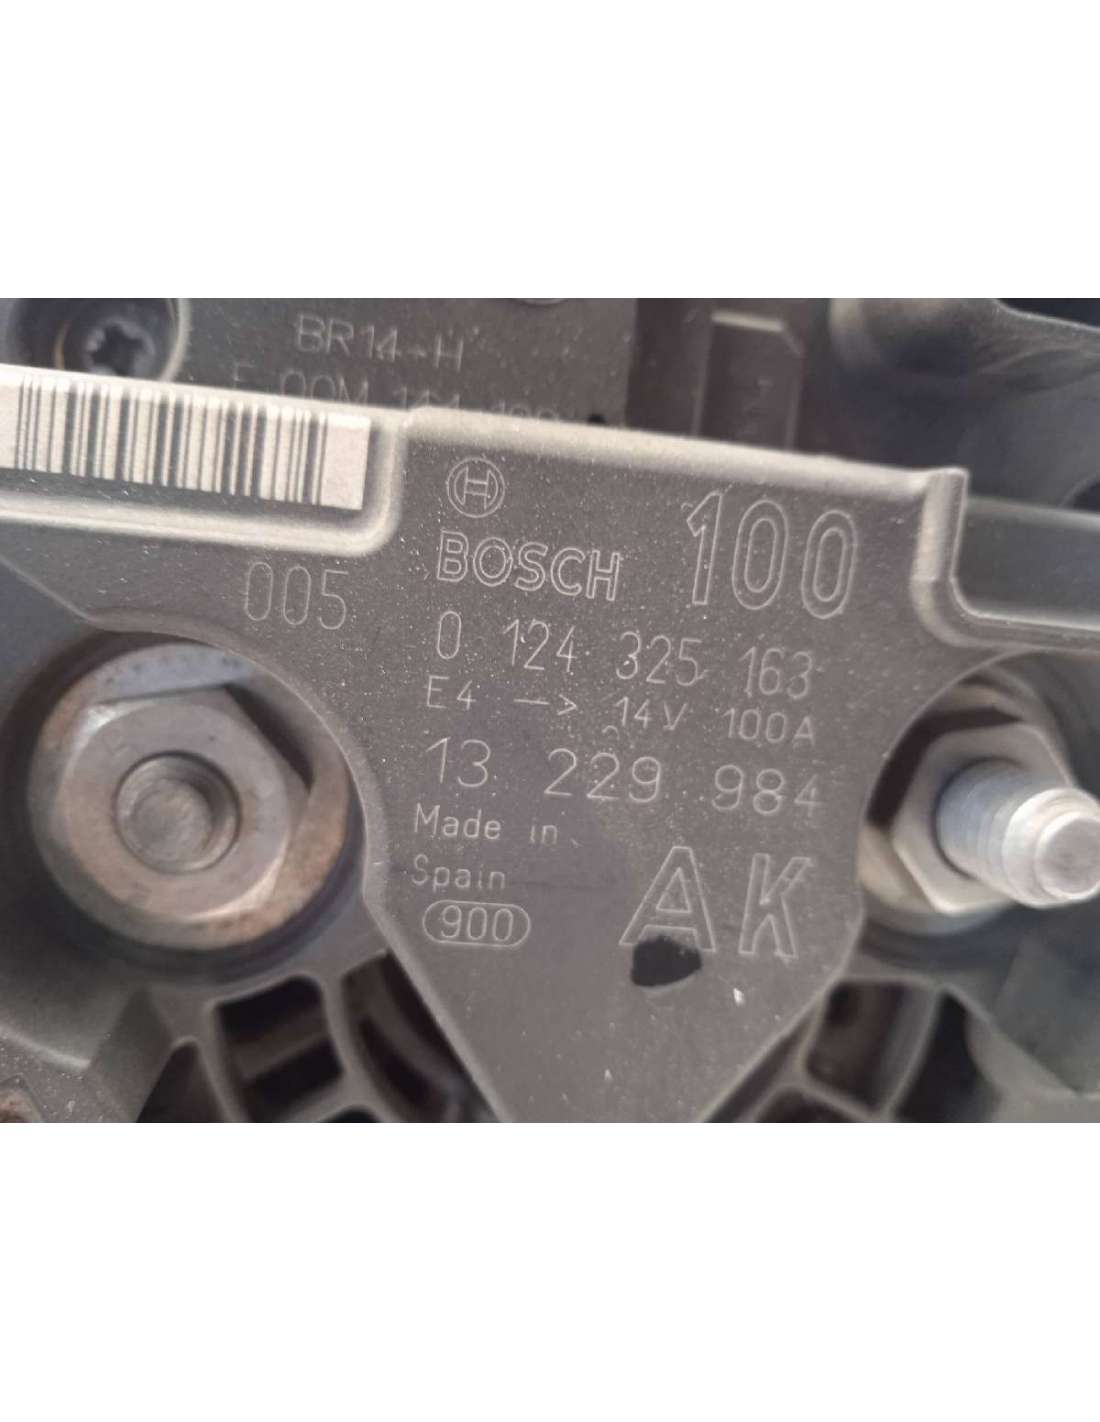 BR14-H
00M
BOSCH 100
005
0 124 325 163
E4 -> 14V 100A
13 229 984
Made in
Spain
AK
900